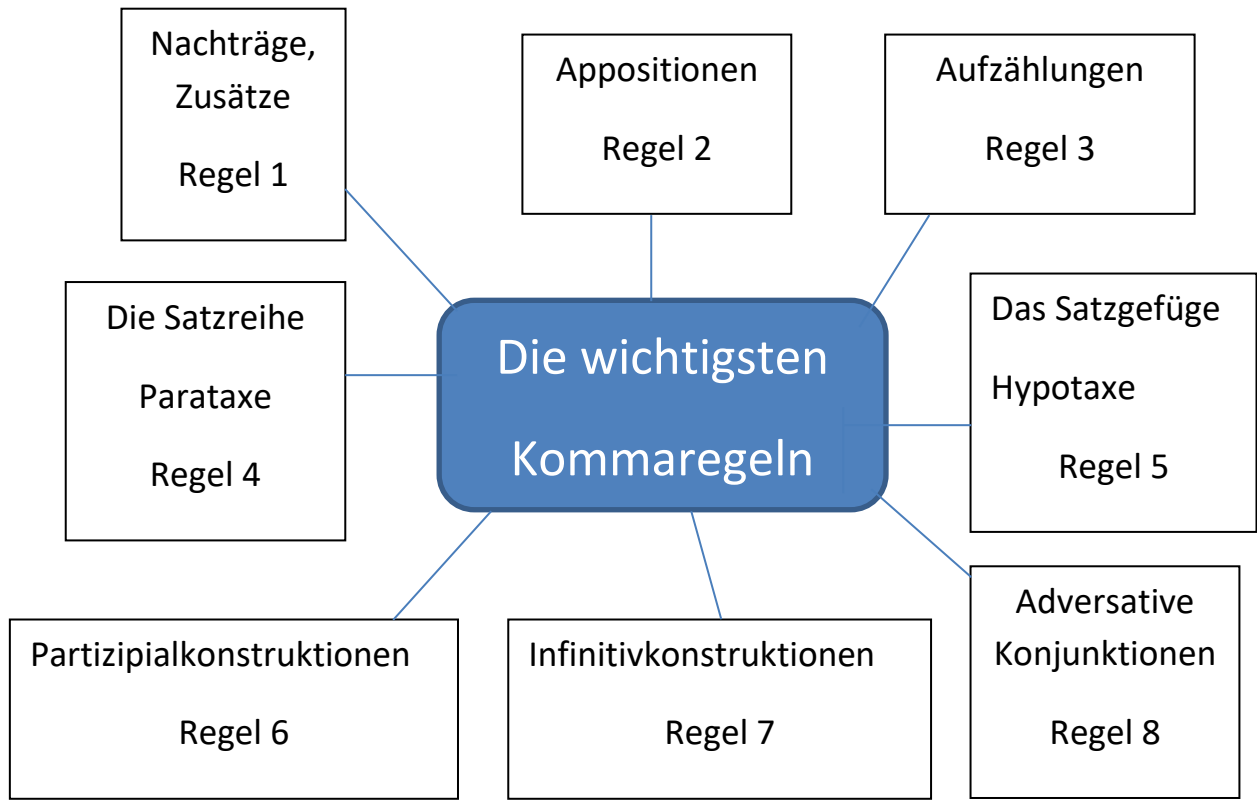 Nachträge,
Zusätze
Regel 1
Appositionen
Regel 2
Aufzählungen
Regel 3
Die Satzreihe
Parataxe
Regel 4
Die wichtigsten
Kommaregeln
Das Satzgefüge
Hypotaxe
Regel 5
Partizipialkonstruktionen
Regel 6
Infinitivkonstruktionen
Regel 7
Adversative
Konjunktionen
Regel 8